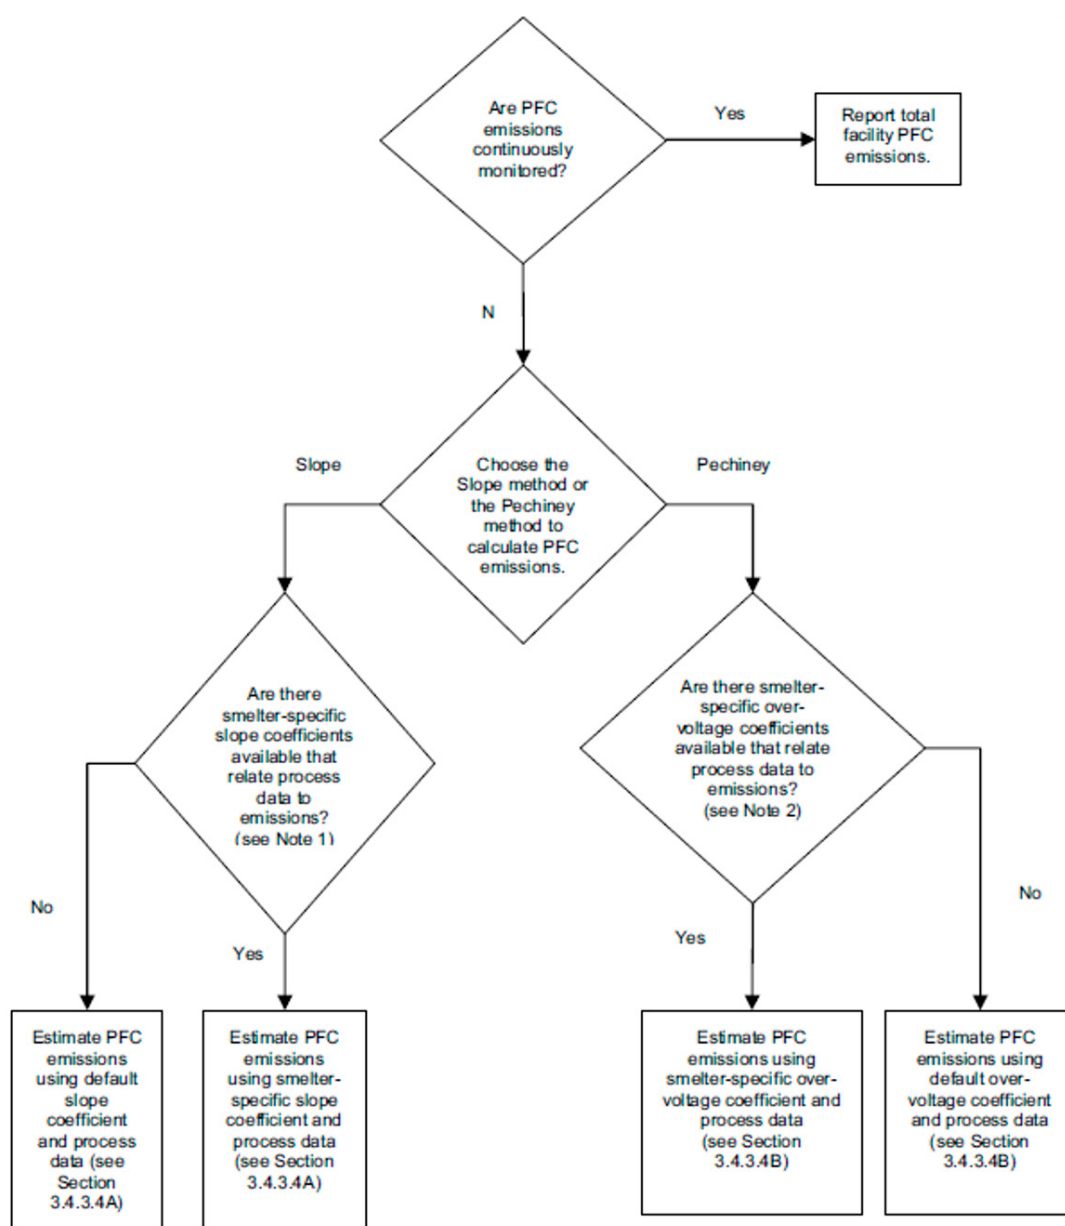 Are PFC
emissions
continuously
monitored?
Yes
Report total
facility PFC
emissions.
N
Slope
Choose the
Slope method or
the Pechiney
method to
calculate PFC
emissions.
Pechiney
Are there
smelter-specific
slope coefficients
available that
relate process
data to
emissions?
(see Note 1)
Are there smelter-
specific over-
voltage coefficients
available that relate
process data to
emissions?
(see Note 2)
No
Yes
Yes
No
Estimate PFC
emissions
using default
slope
coefficient
and process
data (see
Section
3.4.3.4A)
Estimate PFC
emissions
using smelter-
specific slope
coefficient and
process data
(see Section
3.4.3.4A)
Estimate PFC
emissions using
smelter-specific over-
voltage coefficient and
process data
(see Section
3.4.3.4B)
Estimate PFC
emissions using
default over-
voltage coefficient
and process data
(see Section
3.4.3.4B)